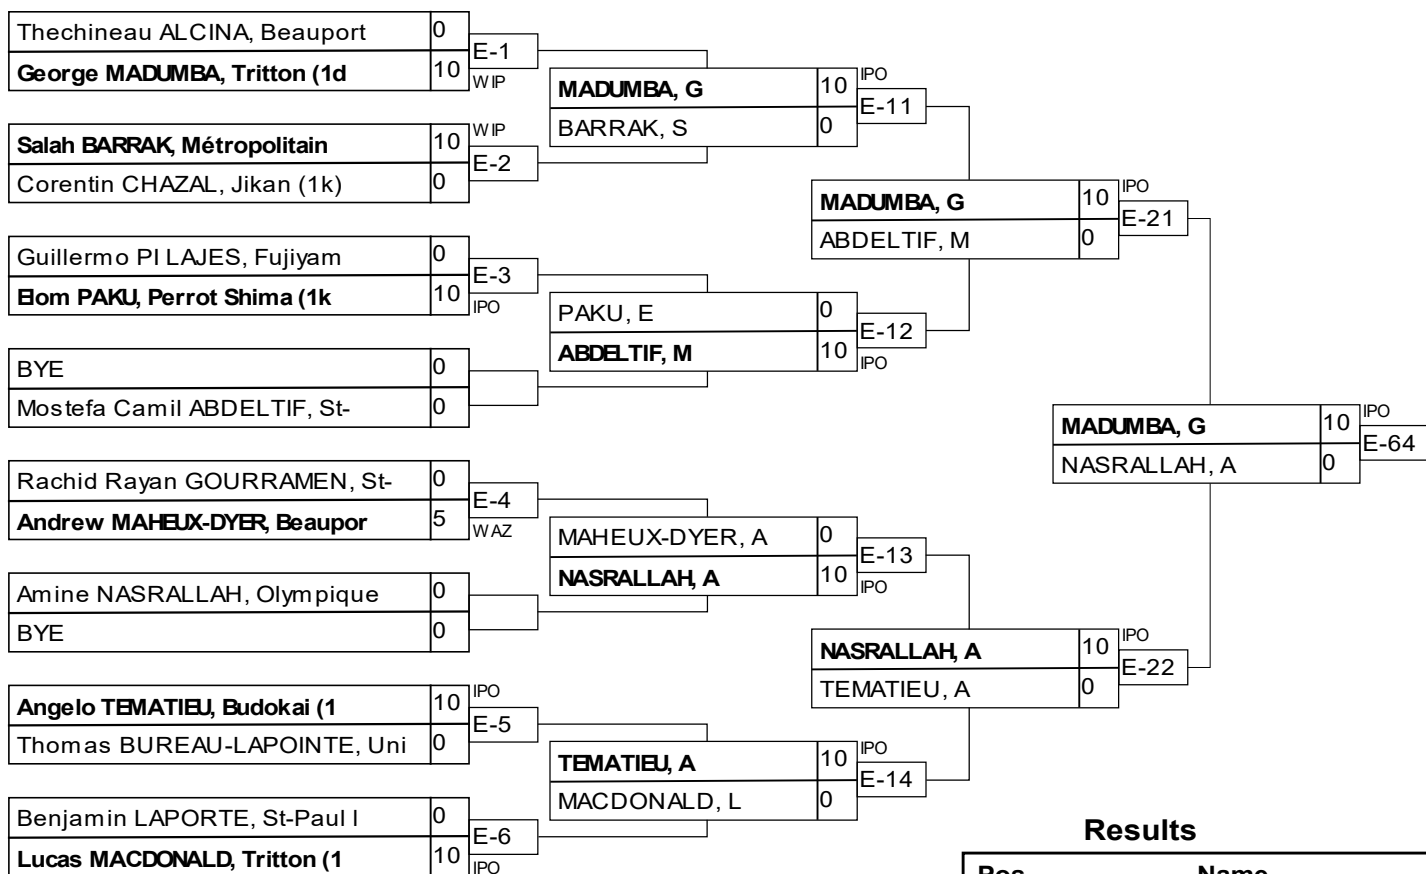 Thechineau ALCINA, Beauport 0
E-1
George MADUMBA, Tritton (1d 10
WIP
Salah BARRAK, Métropolitain 10 WIP
E-2
Corentin CHAZAL, Jikan (1k) 0
MADUMBA, G 10 IPO
E-11
BARRAK, S 0
Guillermo PI LAJES, Fujiyam 0
E-3
Elom PAKU, Perrot Shima (1k 10
IPO
BYE 0
Mostefa Camil ABDELTIF, St- 0
PAKU, E 0
E-12
ABDELTIF, M 10
IPO
MADUMBA, G 10 IPO
E-21
ABDELTIF, M 0
Rachid Rayan GOURRAMEN, St- 0
E-4
Andrew MAHEUX-DYER, Beaupor 5
WAZ
Amine NASRALLAH, Olympique 0
BYE 0
MAHEUX-DYER, A 0
E-13
NASRALLAH, A 10
IPO
Angelo TEMATIEU, Budokai (1 10 IPO
E-5
Thomas BUREAU-LAPOINTE, Uni 0
Benjamin LAPORTE, St-Paul l 0
E-6
Lucas MACDONALD, Tritton (1 10
IPO
TEMATIEU, A 10 IPO
E-14
MACDONALD, L 0
NASRALLAH, A 10 IPO
E-22
TEMATIEU, A 0
MADUMBA, G 10 IPO
E-64
NASRALLAH, A 0
Results
Pos Name